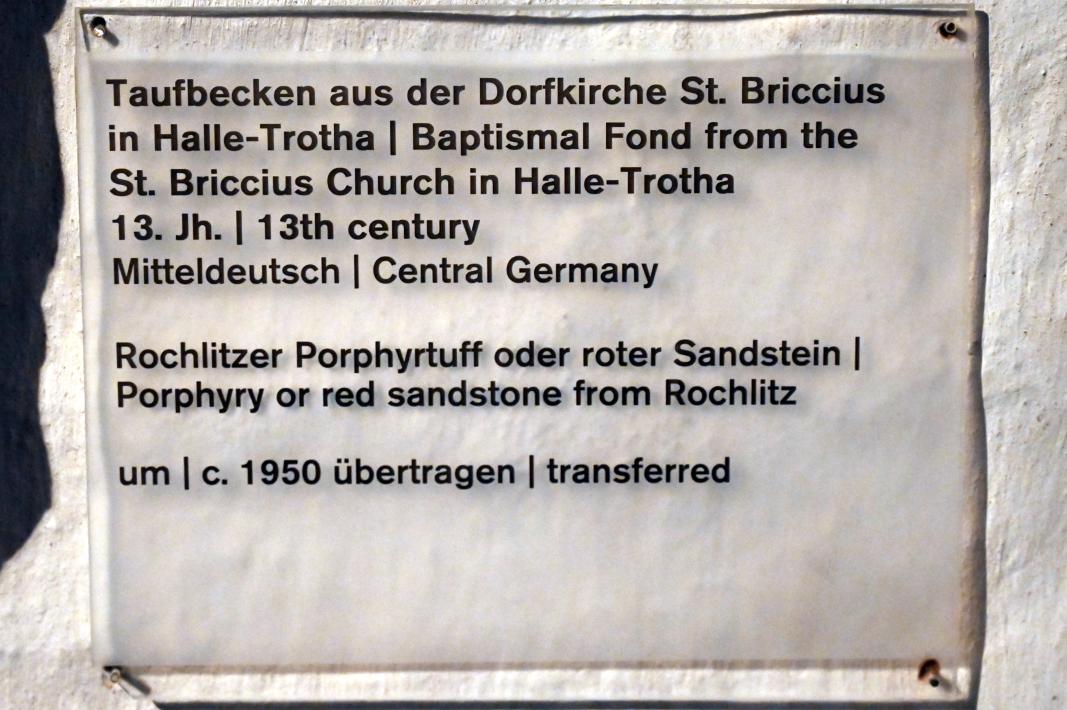 Taufbecken aus der Dorfkirche St. Briccius
in Halle-Trotha | Baptismal Fond from the
St. Briccius Church in Halle-Trotha
13. Jh. | 13th century
Mitteldeutsch | Central Germany
Rochlitzer Porphyrtuff oder roter Sandstein |
Porphyry or red sandstone from Rochlitz
um | c. 1950 übertragen | transferred